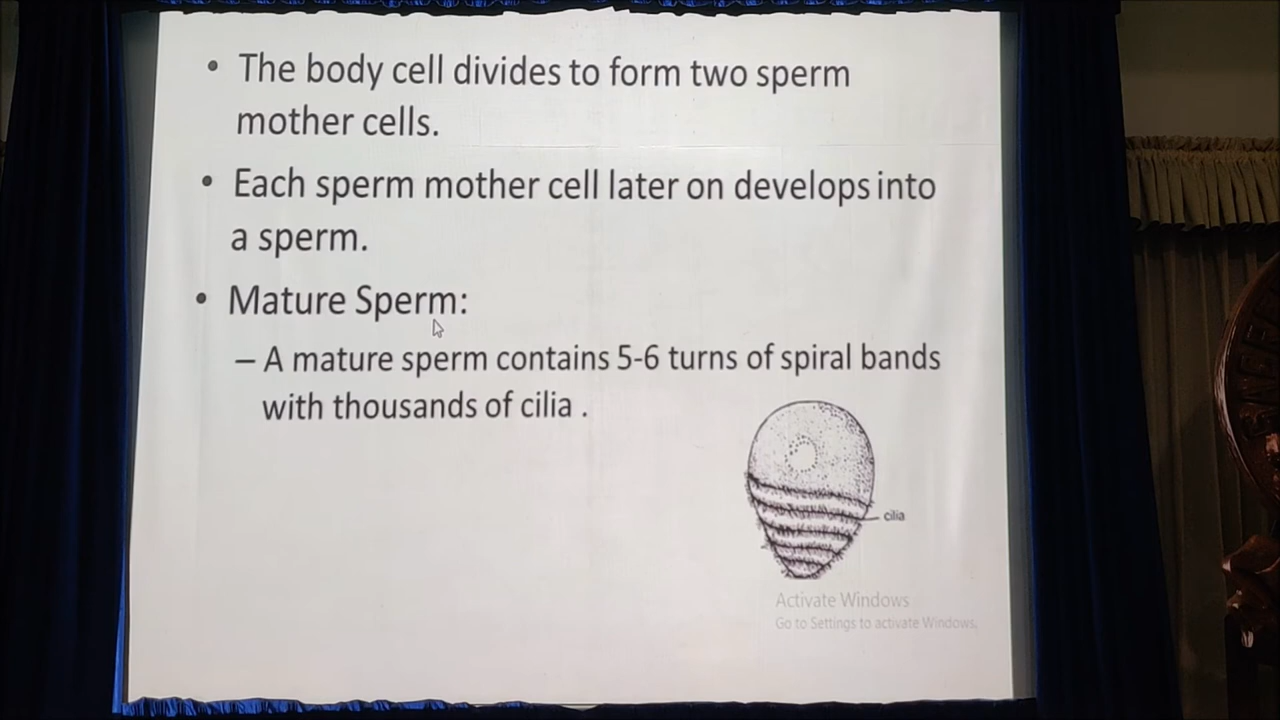 • The body cell divides to form two sperm
mother cells.
• Each sperm mother cell later on develops into
a sperm.
• Mature Sperm:
– A mature sperm contains 5-6 turns of spiral bands
with thousands of cilia .
cilia
Activate Windows
Go to Settings to activate Windows.